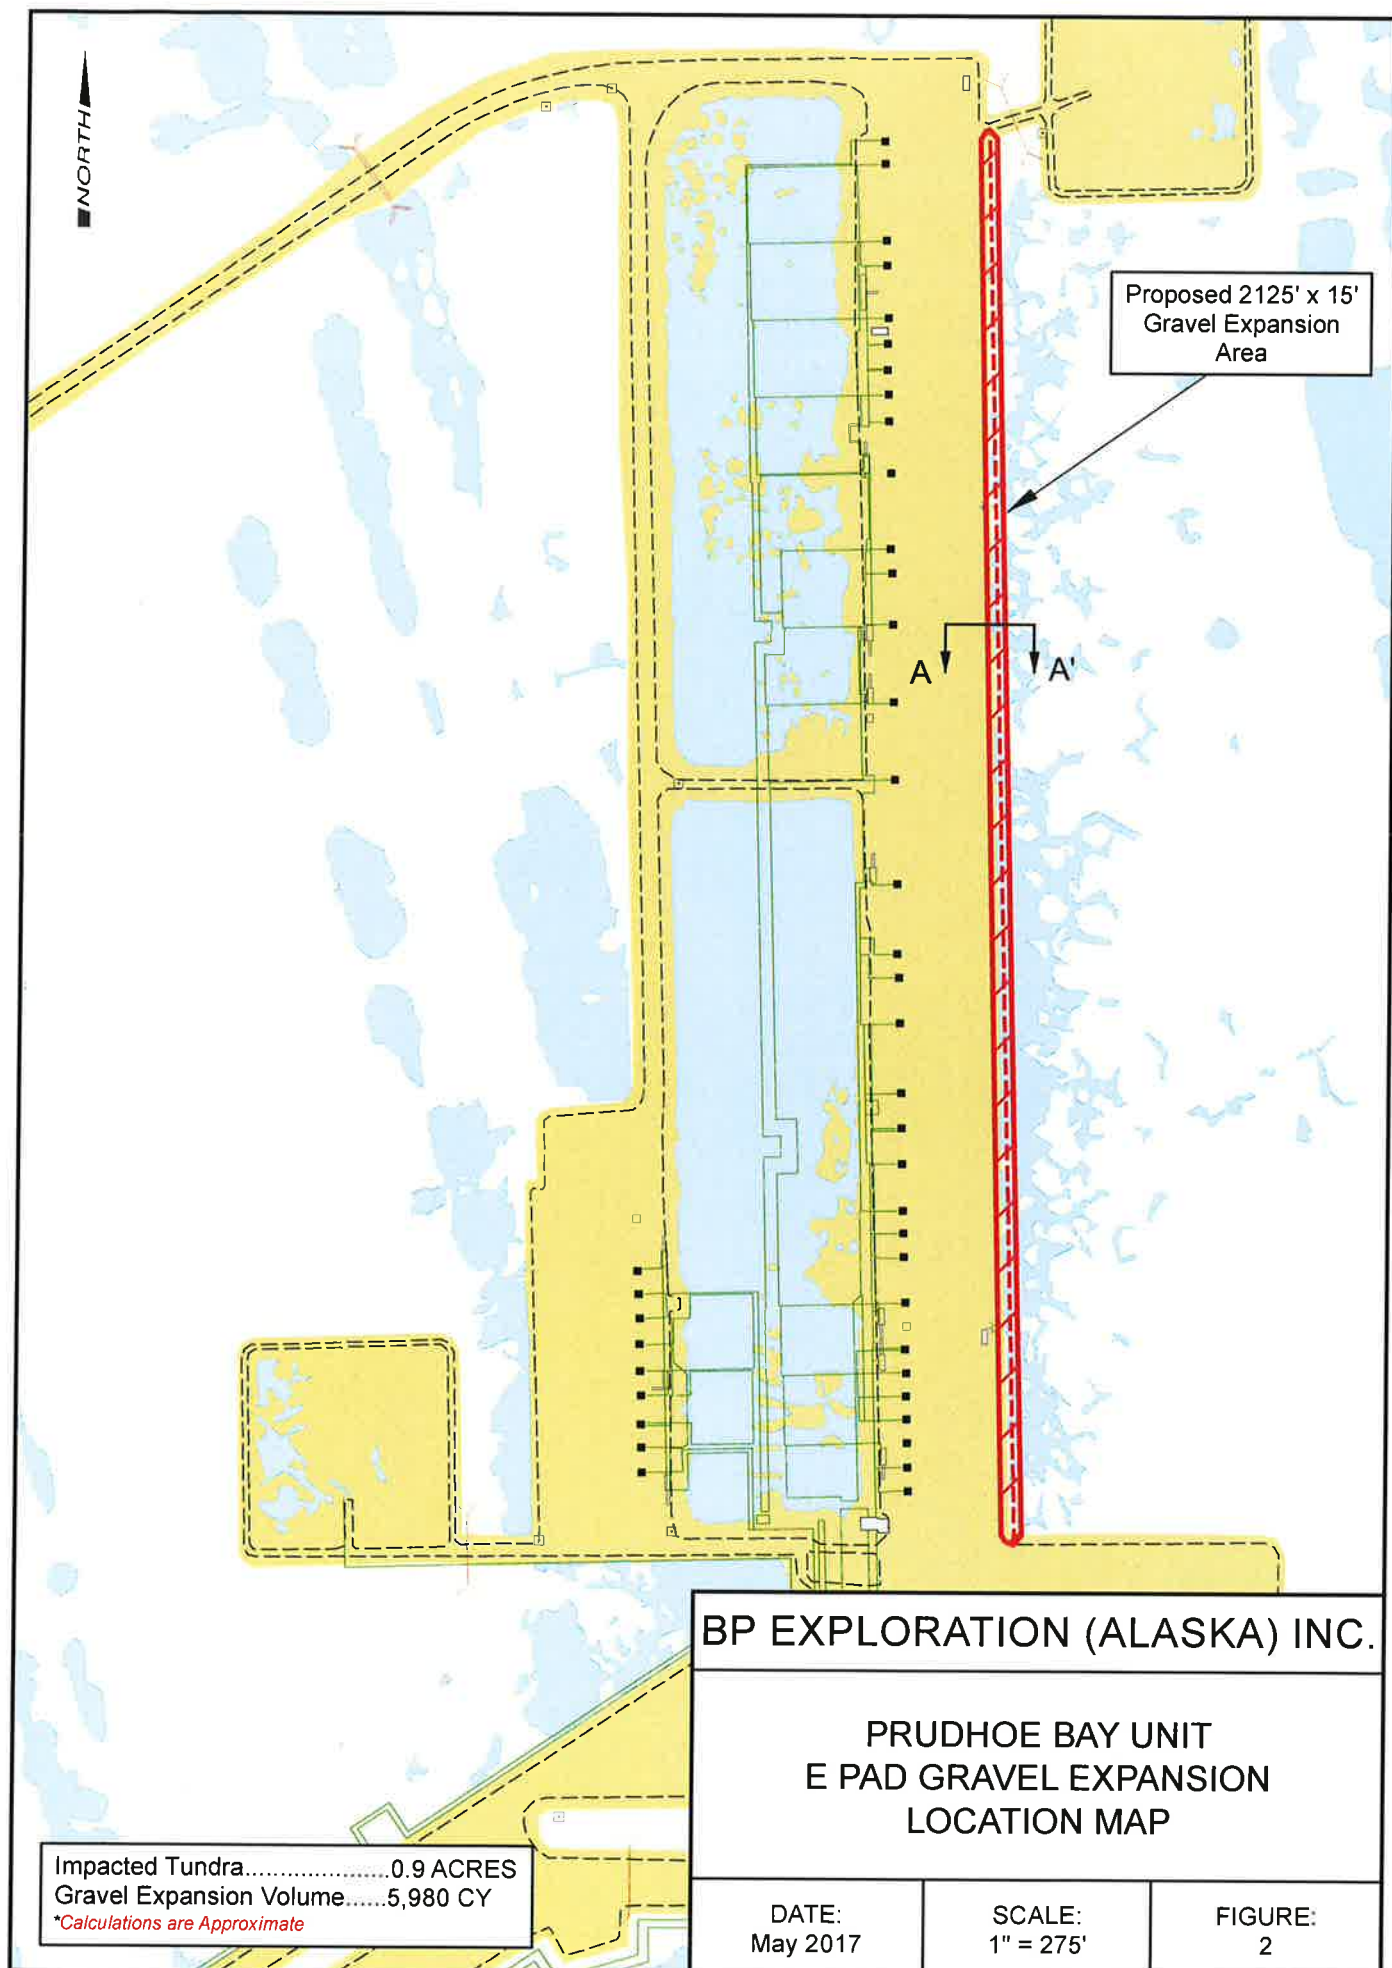 NORTH
Proposed 2125' x 15'
Gravel Expansion
Area
A
A'
BP EXPLORATION (ALASKA) INC.
PRUDHOE BAY UNIT
E PAD GRAVEL EXPANSION
LOCATION MAP
Impacted Tundra.....................0.9 ACRES
Gravel Expansion Volume......5,980 CY
*Calculations are Approximate
DATE:
May 2017
SCALE:
1" = 275'
FIGURE:
2